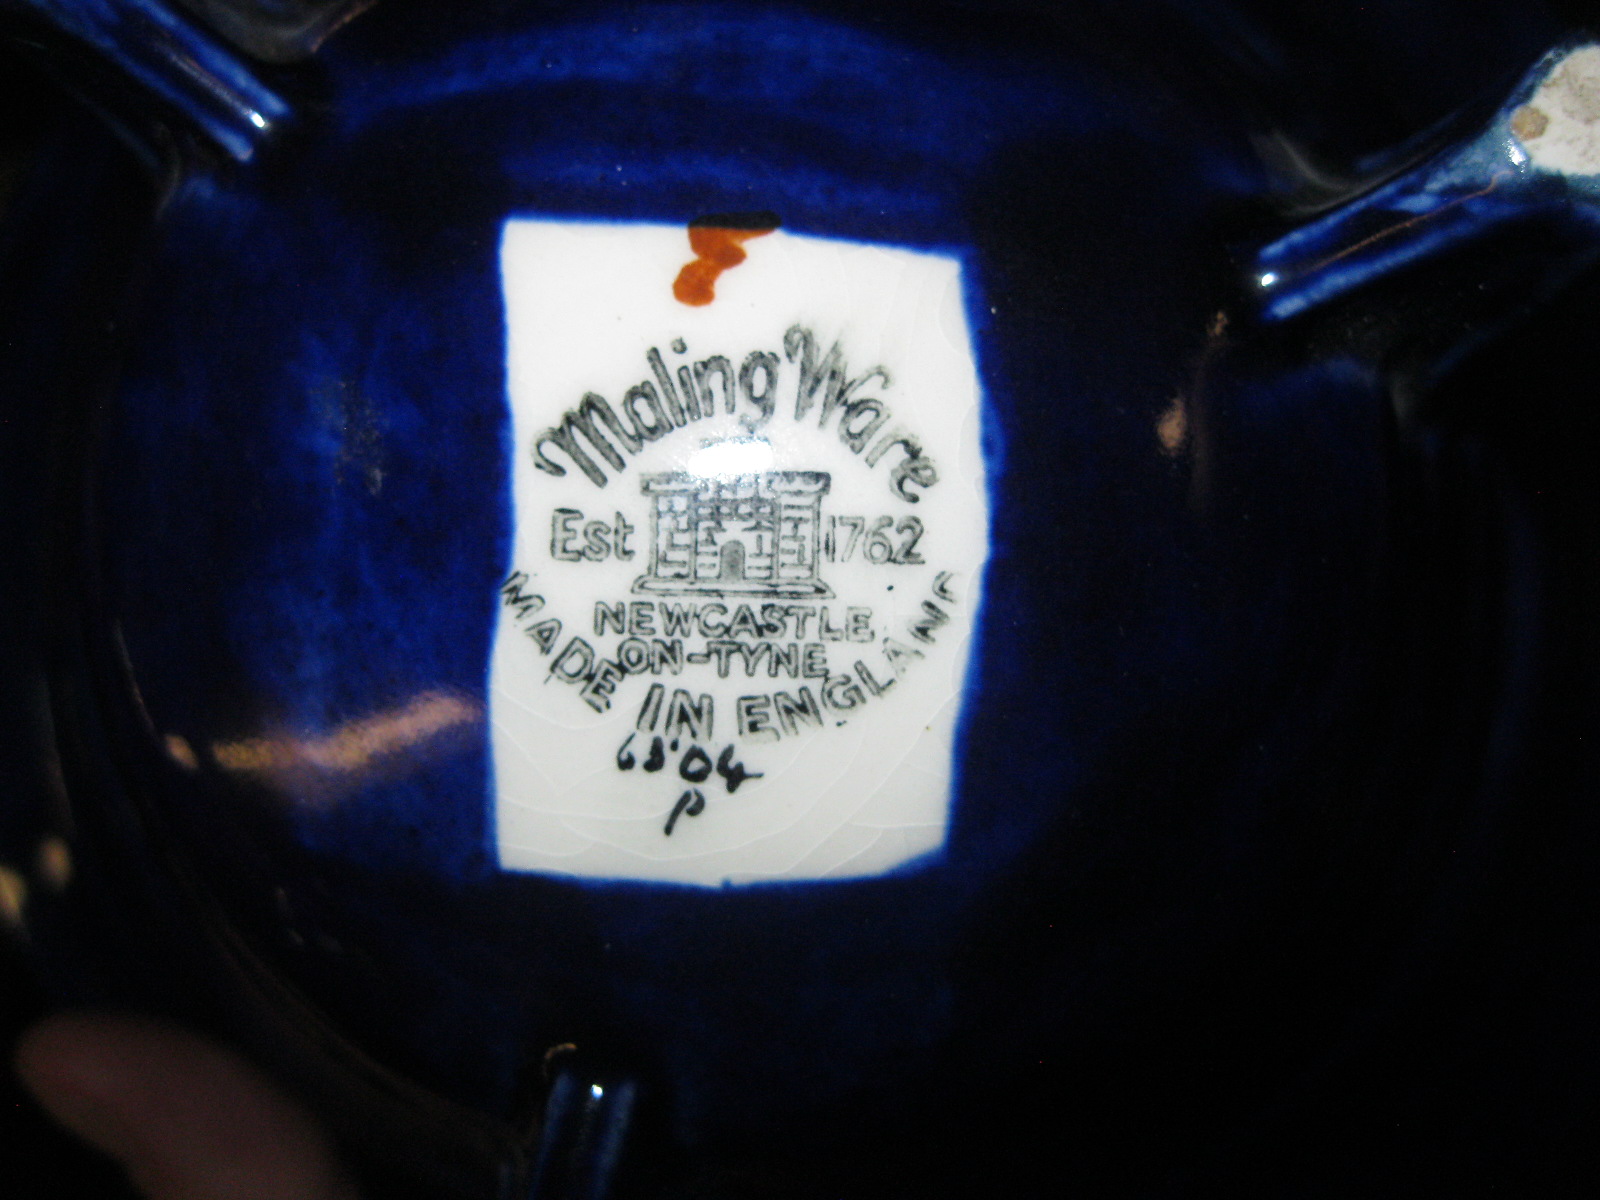 Maling Ware
Est 1762
NEWCASTLE
ON-TYNE
MADE IN ENGLAND
P